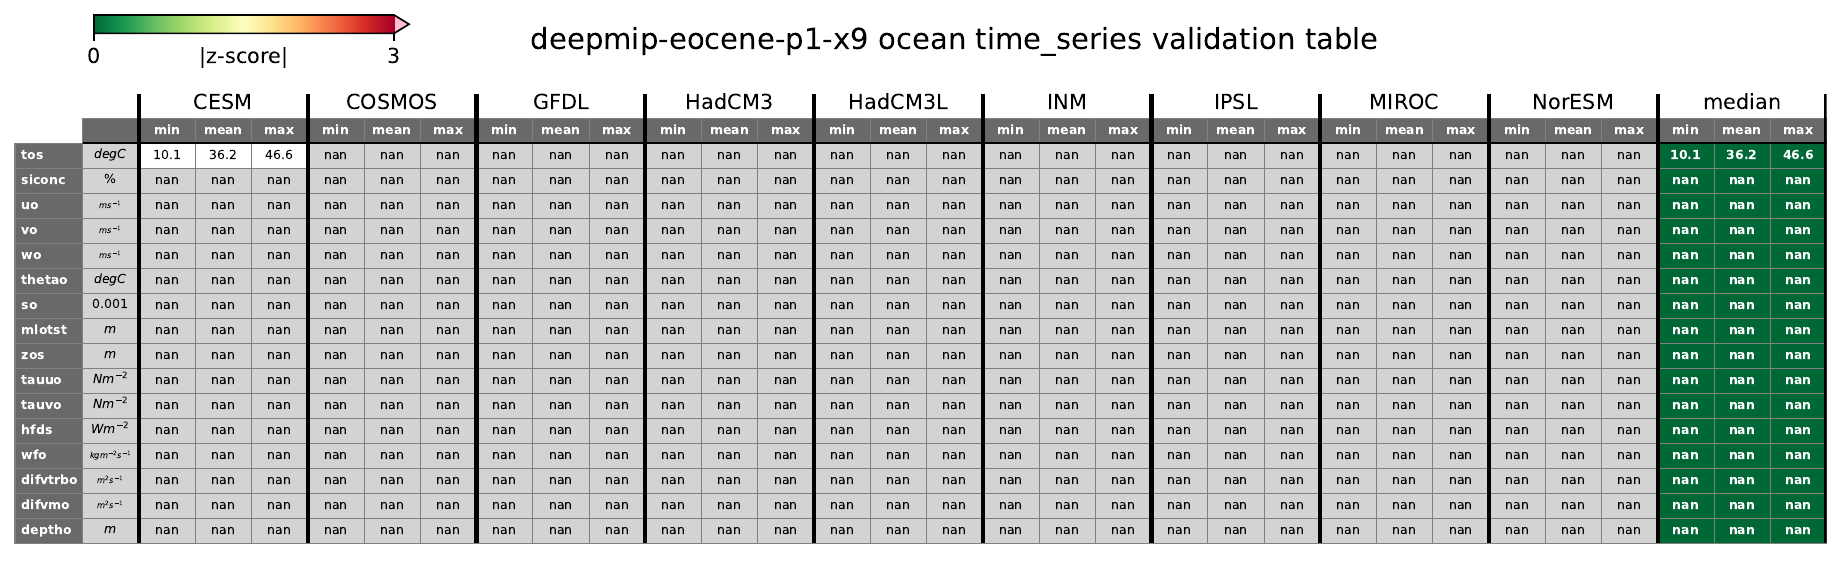 deepmip-eocene-p1-x9 ocean time_series validation table
0 |z-score| 3
CESM COSMOS GFDL HadCM3 HadCM3L INM IPSL MIROC NorESM median
min mean max min mean max min mean max min mean max min mean max min mean max min mean max min mean max min mean max min mean max
tos degC 10.1 36.2 46.6 nan nan nan nan nan nan nan nan nan nan nan nan nan nan nan nan nan nan nan nan nan nan nan nan 10.1 36.2 46.6
siconc % nan nan nan nan nan nan nan nan nan nan nan nan nan nan nan nan nan nan nan nan nan nan nan nan nan nan nan nan nan nan
uo ms⁻¹ nan nan nan nan nan nan nan nan nan nan nan nan nan nan nan nan nan nan nan nan nan nan nan nan nan nan nan nan nan nan
vo ms⁻¹ nan nan nan nan nan nan nan nan nan nan nan nan nan nan nan nan nan nan nan nan nan nan nan nan nan nan nan nan nan nan
wo ms⁻¹ nan nan nan nan nan nan nan nan nan nan nan nan nan nan nan nan nan nan nan nan nan nan nan nan nan nan nan nan nan nan
thetao degC nan nan nan nan nan nan nan nan nan nan nan nan nan nan nan nan nan nan nan nan nan nan nan nan nan nan nan nan nan nan
so 0.001 nan nan nan nan nan nan nan nan nan nan nan nan nan nan nan nan nan nan nan nan nan nan nan nan nan nan nan nan nan nan
mlotst m nan nan nan nan nan nan nan nan nan nan nan nan nan nan nan nan nan nan nan nan nan nan nan nan nan nan nan nan nan nan
zos m nan nan nan nan nan nan nan nan nan nan nan nan nan nan nan nan nan nan nan nan nan nan nan nan nan nan nan nan nan nan
tauuo Nm⁻² nan nan nan nan nan nan nan nan nan nan nan nan nan nan nan nan nan nan nan nan nan nan nan nan nan nan nan nan nan nan
tauvo Nm⁻² nan nan nan nan nan nan nan nan nan nan nan nan nan nan nan nan nan nan nan nan nan nan nan nan nan nan nan nan nan nan
hfds Wm⁻² nan nan nan nan nan nan nan nan nan nan nan nan nan nan nan nan nan nan nan nan nan nan nan nan nan nan nan nan nan nan
wfo kgm⁻²s⁻¹ nan nan nan nan nan nan nan nan nan nan nan nan nan nan nan nan nan nan nan nan nan nan nan nan nan nan nan nan nan nan
difvtrbo m²s⁻¹ nan nan nan nan nan nan nan nan nan nan nan nan nan nan nan nan nan nan nan nan nan nan nan nan nan nan nan nan nan nan
difvmo m²s⁻¹ nan nan nan nan nan nan nan nan nan nan nan nan nan nan nan nan nan nan nan nan nan nan nan nan nan nan nan nan nan nan
deptho m nan nan nan nan nan nan nan nan nan nan nan nan nan nan nan nan nan nan nan nan nan nan nan nan nan nan nan nan nan nan